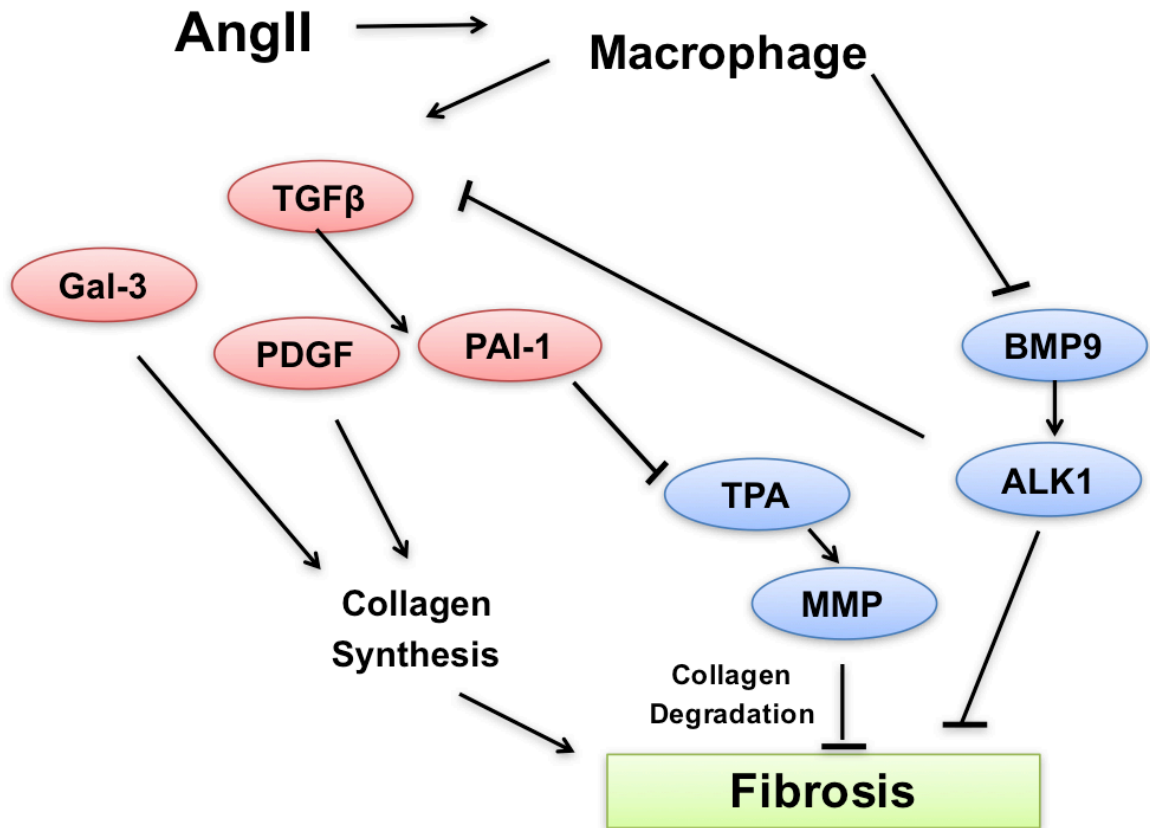 AngII
Macrophage
TGFβ
Gal-3
PDGF
PAI-1
BMP9
ALK1
TPA
MMP
Collagen
Synthesis
Collagen
Degradation
Fibrosis